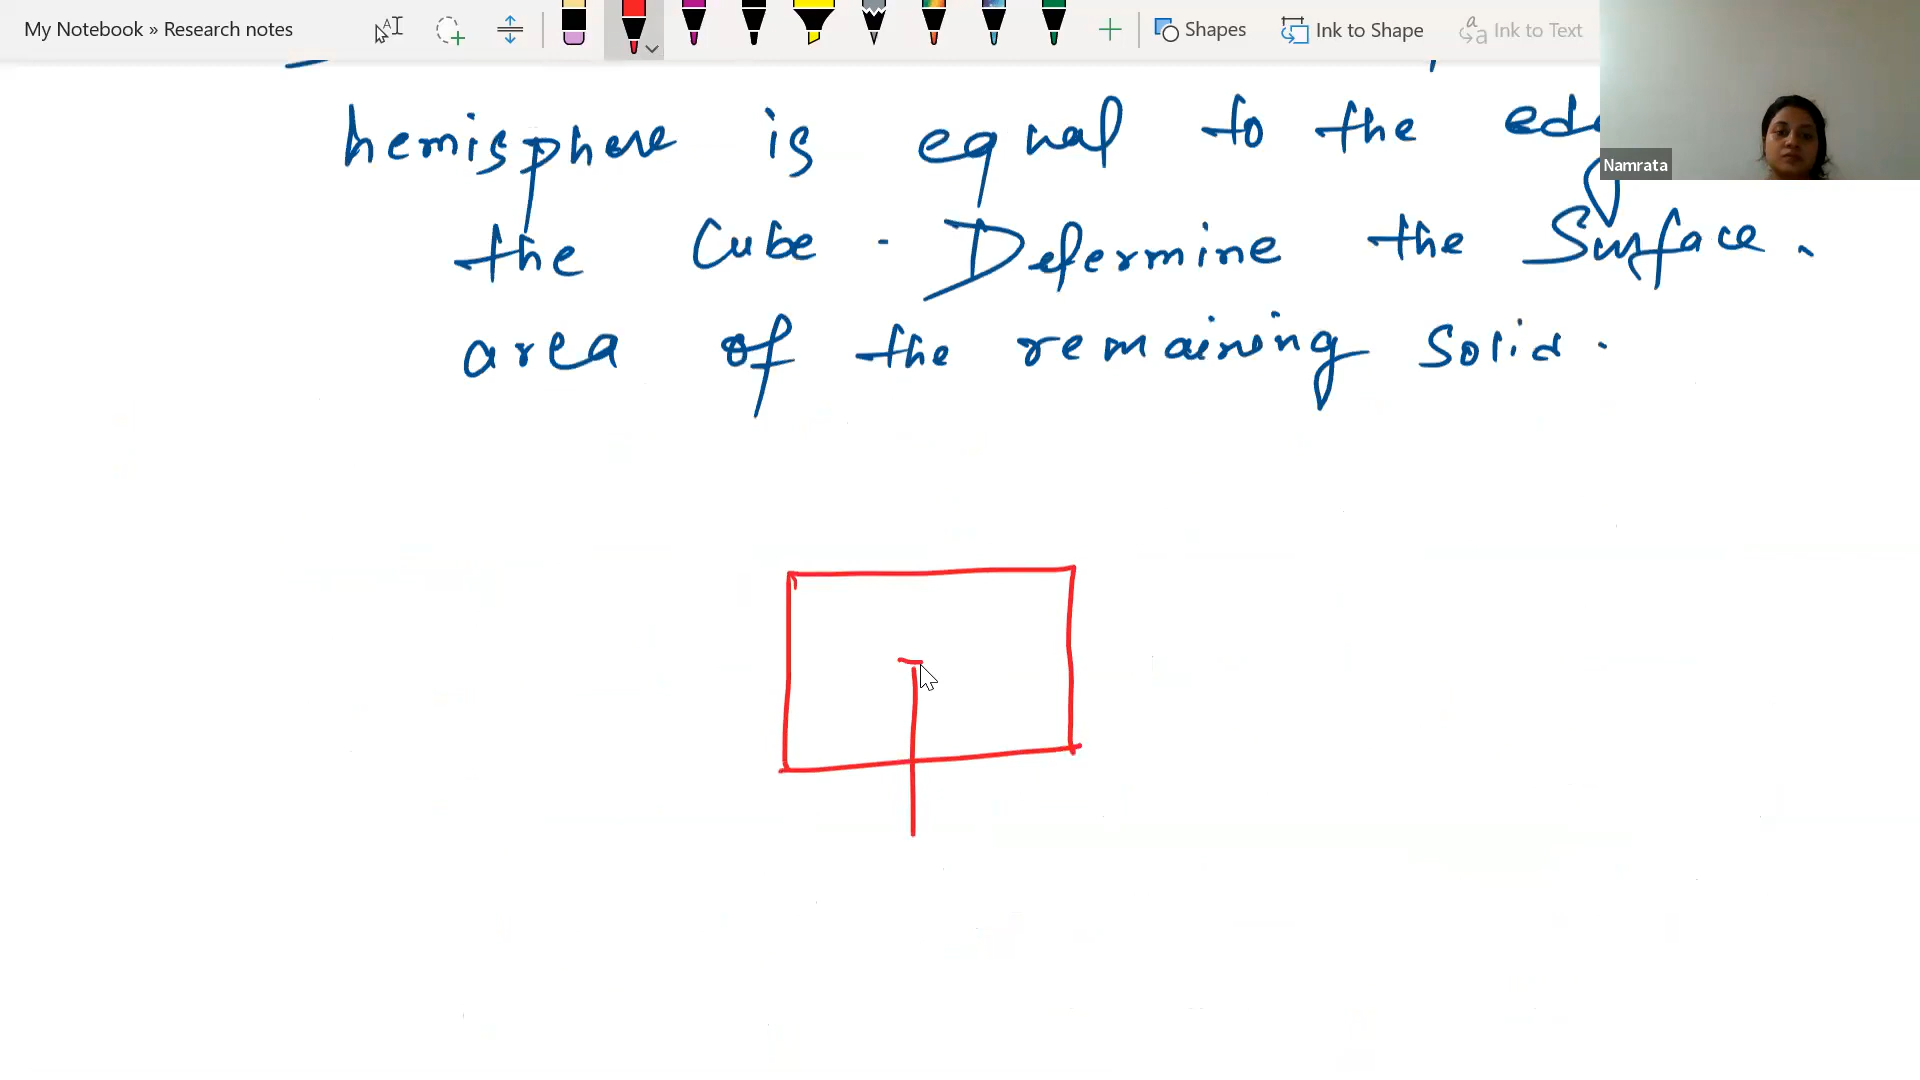 My Notebook » Research notes
Shapes
Ink to Shape
Ink to Text
Namrata
hemisphere is equal to the
the Cube. Determine the Surface
area of the remaining Solid.